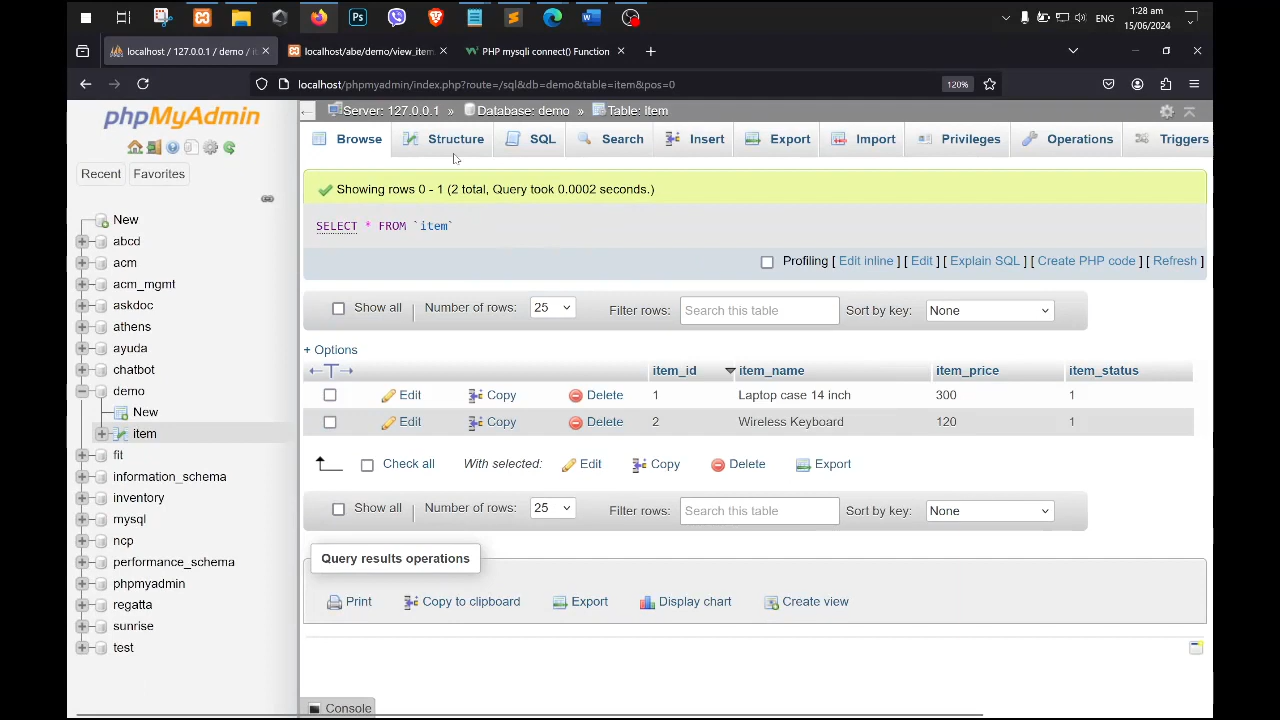 1:28 am
ENG
15/06/2024
localhost / 127.0.0.1 / demo / it
localhost/abe/demo/view_item
PHP mysqli connect() Function
localhost/phpmyadmin/index.php?route=/sql&db=demo&table=item&pos=0
120%
phpMyAdmin
Recent
Favorites
New
abcd
acm
acm_mgmt
askdoc
athens
ayuda
chatbot
demo
New
item
fit
information_schema
inventory
mysql
ncp
performance_schema
phpmyadmin
regatta
sunrise
test
Server: 127.0.0.1 » Database: demo » Table: item
Browse Structure SQL Search Insert Export Import Privileges Operations Triggers
Showing rows 0 - 1 (2 total, Query took 0.0002 seconds.)
SELECT * FROM `item`
Profiling [ Edit inline ] [ Edit ] [ Explain SQL ] [ Create PHP code ] [ Refresh ]
Show all Number of rows: 25 Filter rows: Search this table Sort by key: None
+ Options
item_id item_name item_price item_status
Edit Copy Delete 1 Laptop case 14 inch 300 1
Edit Copy Delete 2 Wireless Keyboard 120 1
Check all With selected: Edit Copy Delete Export
Show all Number of rows: 25 Filter rows: Search this table Sort by key: None
Query results operations
Print Copy to clipboard Export Display chart Create view
Console